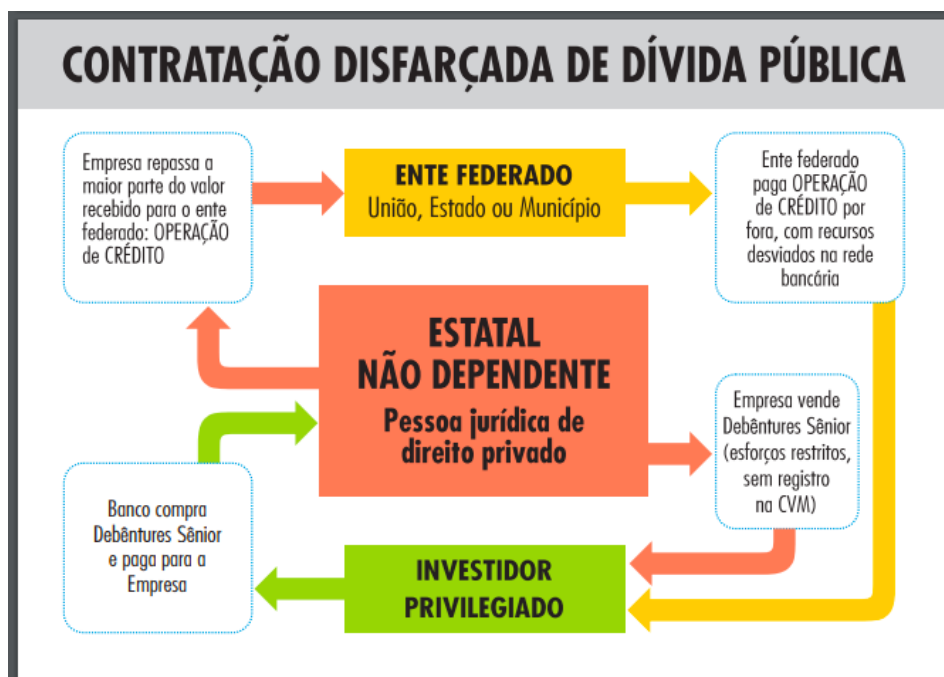 CONTRATAÇÃO DISFARÇADA DE DÍVIDA PÚBLICA
Empresa repassa a
maior parte do valor
recebido para o ente
federado: OPERAÇÃO
de CRÉDITO
ENTE FEDERADO
União, Estado ou Município
Ente federado
paga OPERAÇÃO
de CRÉDITO por
fora, com recursos
desviados na rede
bancária
ESTATAL
NÃO DEPENDENTE
Pessoa jurídica de
direito privado
Empresa vende
Debêntures Sênior
(esforços restritos,
sem registro
na CVM)
Banco compra
Debêntures Sênior
e paga para a
Empresa
INVESTIDOR
PRIVILEGIADO